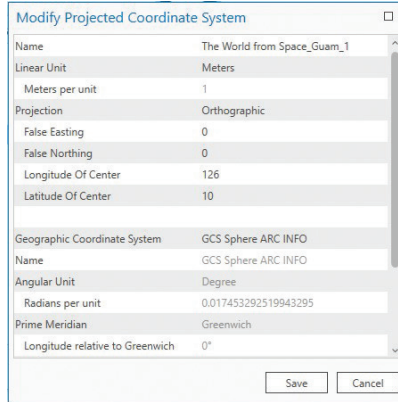 Modify Projected Coordinate System
Name The World from Space_Guam_1
Linear Unit Meters
Meters per unit 1
Projection Orthographic
False Easting 0
False Northing 0
Longitude Of Center 126
Latitude Of Center 10
Geographic Coordinate System GCS Sphere ARC INFO
Name GCS Sphere ARC INFO
Angular Unit Degree
Radians per unit 0.017453292519943295
Prime Meridian Greenwich
Longitude relative to Greenwich 0°
Save Cancel